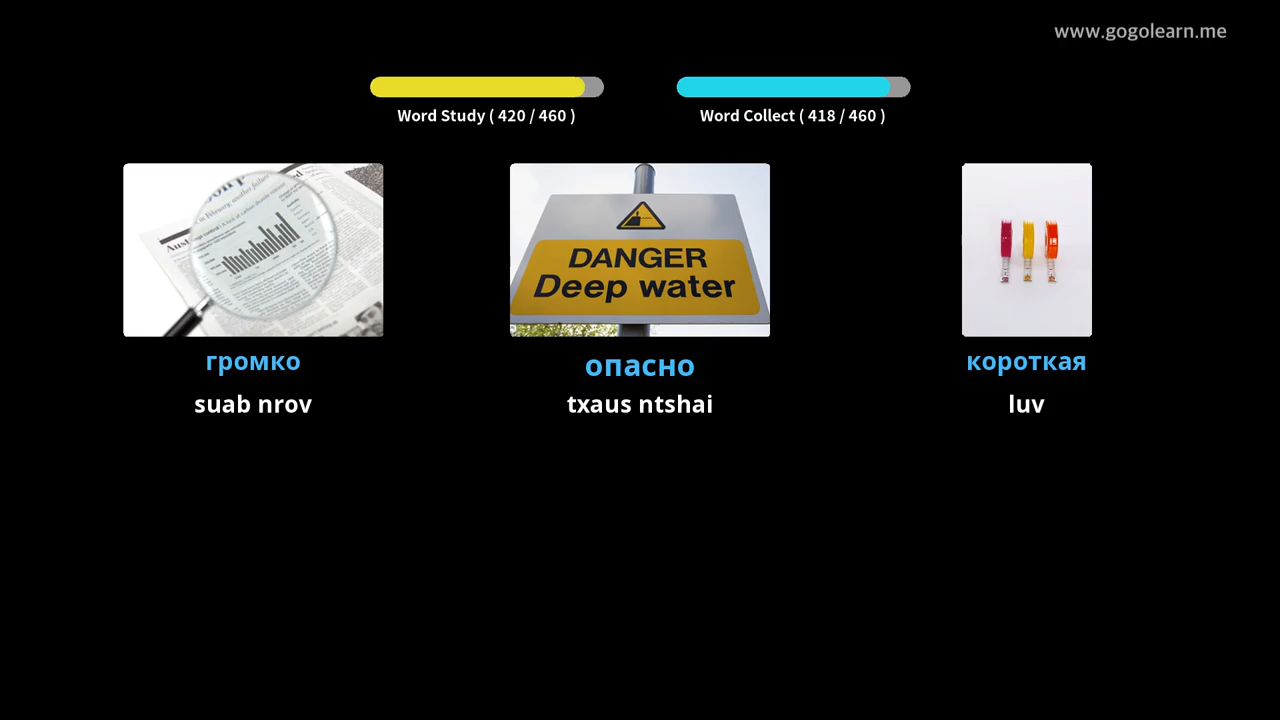 www.gogolearn.me
Word Study ( 420 / 460 )
Word Collect ( 418 / 460 )
DANGER
Deep water
громко
опасно
короткая
suab nrov
txaus ntshai
luv